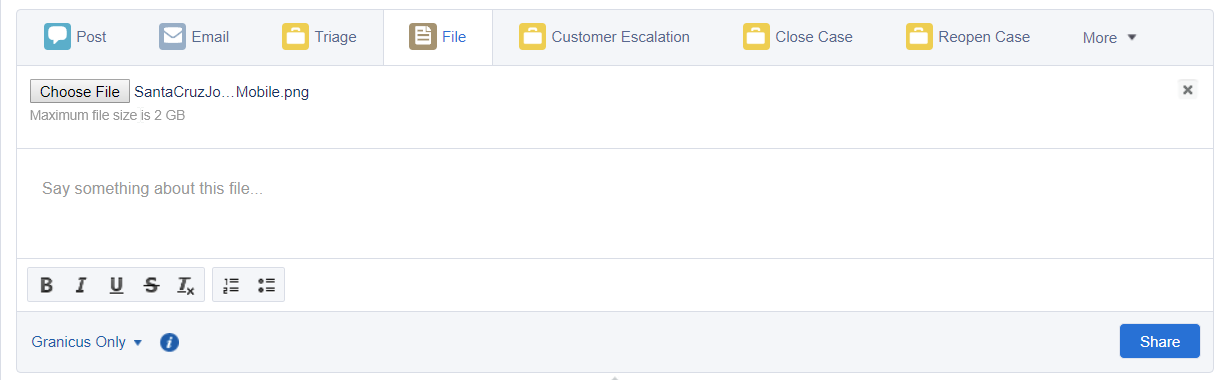 Post Email Triage File Customer Escalation Close Case Reopen Case More
Choose File SantaCruzJo…Mobile.png
Maximum file size is 2 GB
Say something about this file...
B I U S Tx
Granicus Only i Share